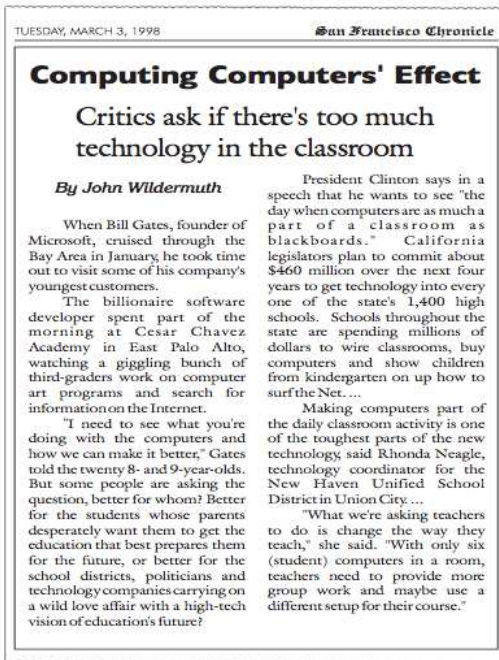 TUESDAY, MARCH 3, 1998
San Francisco Chronicle
Computing Computers' Effect
Critics ask if there's too much
technology in the classroom
By John Wildermuth
When Bill Gates, founder of
Microsoft, cruised through the
Bay Area in January, he took time
out to visit some of his company's
youngest customers.
The billionaire software
developer spent part of the
morning at Cesar Chavez
Academy in East Palo Alto,
watching a giggling bunch of
third-graders work on computer
art programs and search for
information on the Internet.
"I need to see what you're
doing with the computers and
how we can make it better," Gates
told the twenty 8- and 9-year-olds.
But some people are asking the
question, better for whom? Better
for the students whose parents
desperately want them to get the
education that best prepares them
for the future, or better for the
school districts, politicians and
technology companies carrying on
a wild love affair with a high-tech
vision of education's future?
President Clinton says in a
speech that he wants to see "the
day when computers are as much a
part of a classroom as
blackboards." California
legislators plan to commit about
$460 million over the next four
years to get technology into every
one of the state's 1,400 high
schools. Schools throughout the
state are spending millions of
dollars to wire classrooms, buy
computers and show children
from kindergarten on up how to
surf the Net. ...
Making computers part of
the daily classroom activity is one
of the toughest parts of the new
technology, said Rhonda Neagle,
technology coordinator for the
New Haven Unified School
District in Union City. ...
"What we're asking teachers
to do is change the way they
teach," she said. "With only six
(student) computers in a room,
teachers need to provide more
group work and maybe use a
different setup for their course."